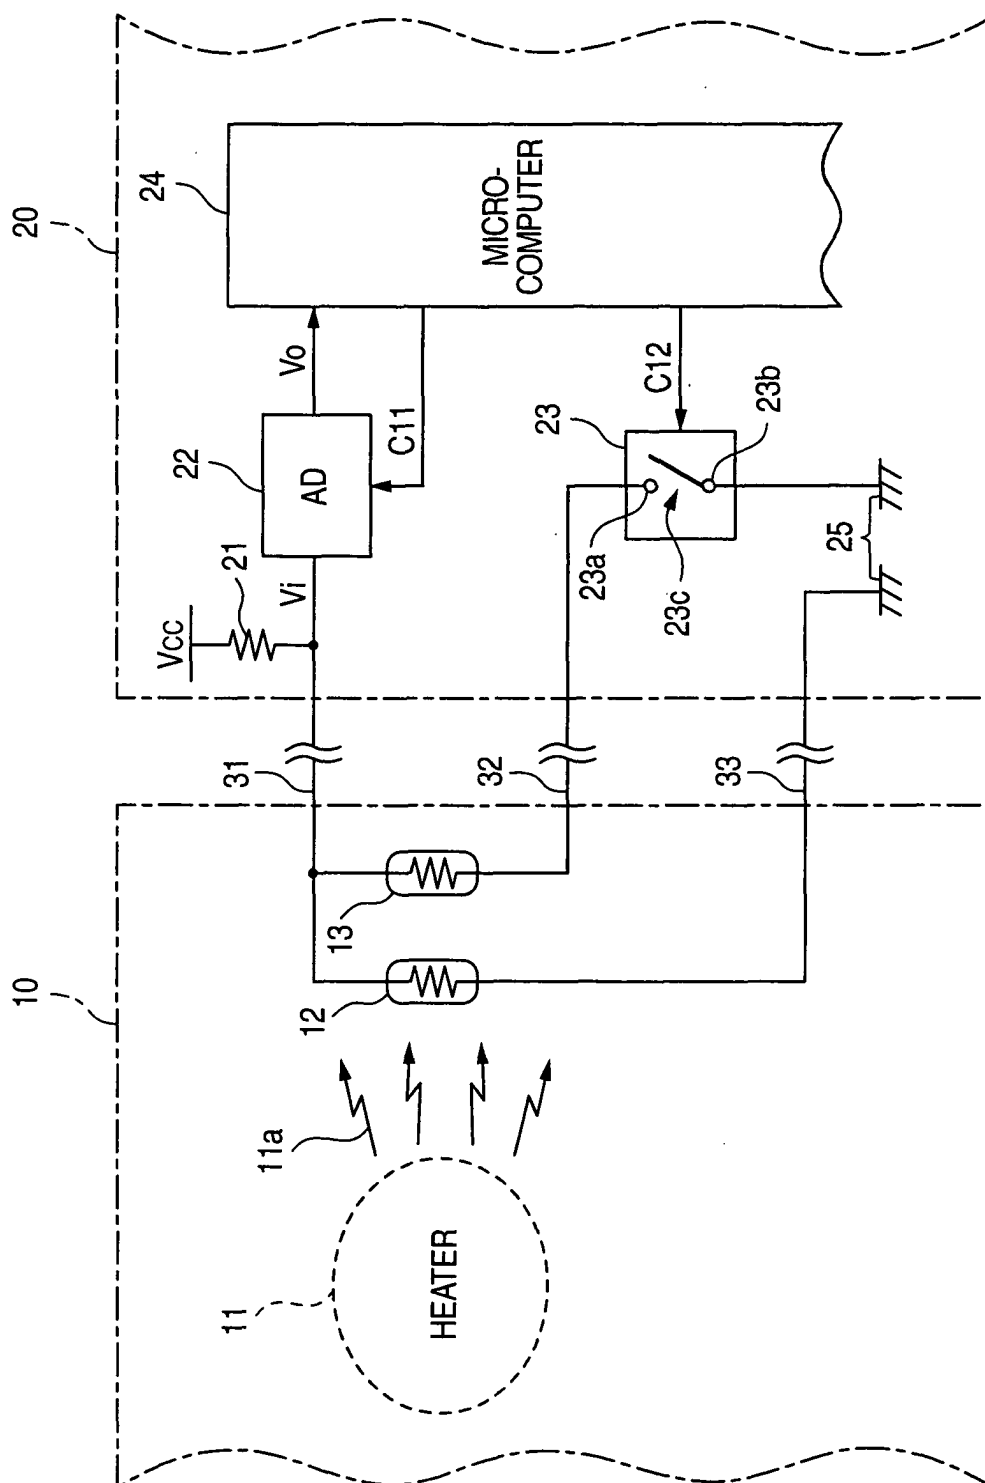 10
20
11
HEATER
11a
12
13
31
32
33
Vcc
21
Vi
22
AD
Vo
C11
24
MICRO-
COMPUTER
C12
23
23a
23b
23c
25